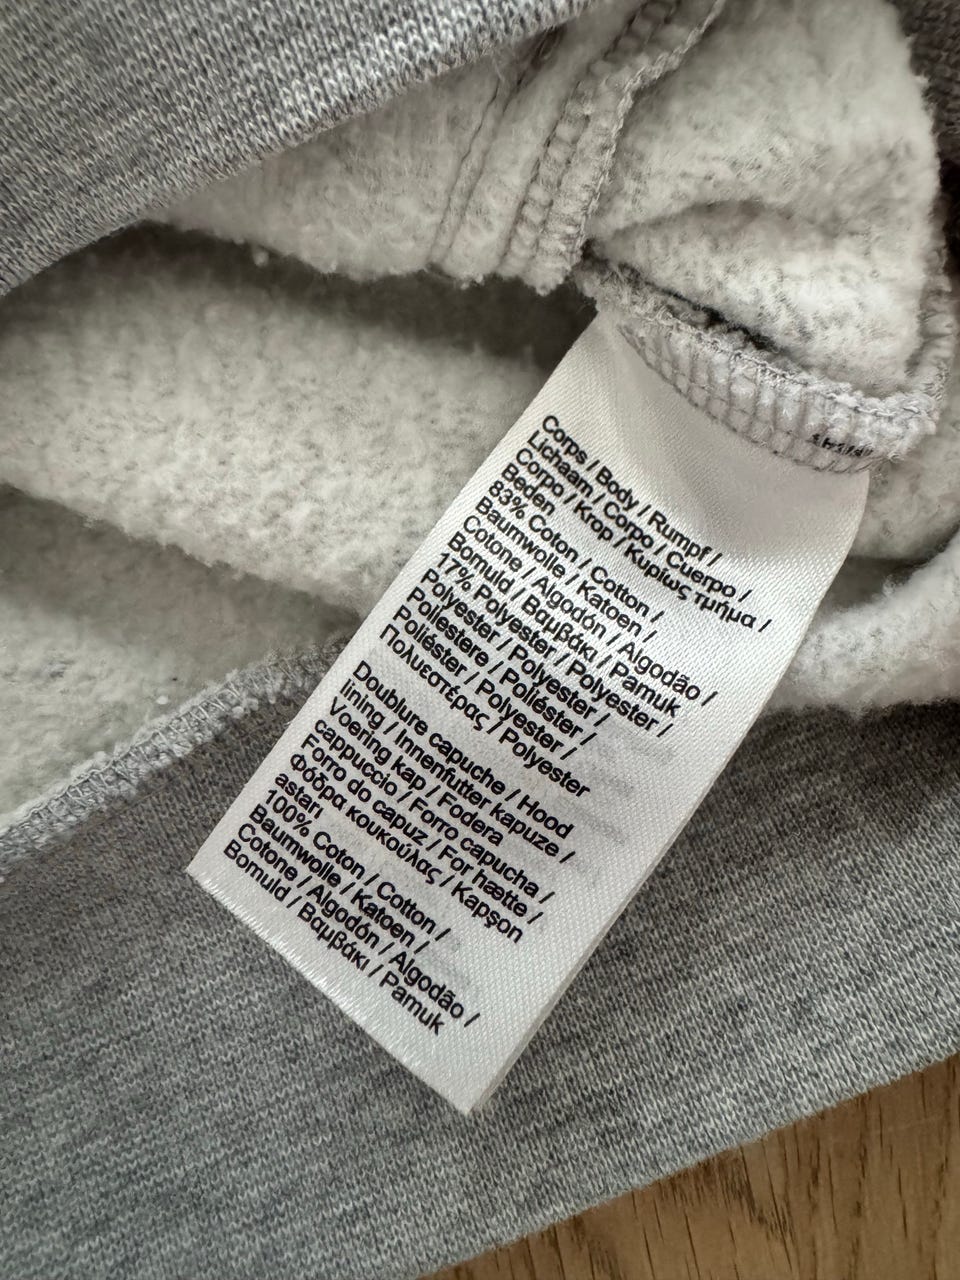 Corps / Body / Rumpf /
Lichaam / Corpo / Cuerpo /
Corpo / Krop / Κυρίως τμήμα /
Beden
83% Coton / Cotton /
Baumwolle / Katoen /
Cotone / Algodón / Algodão /
Bomuld / Βαμβάκι / Pamuk
17% Polyester / Polyester /
Polyester / Polyester /
Poliestere / Poliéster /
Poliéster / Polyester /
Πολυεστέρας / Polyester
Doublure capuche / Hood
lining / Innenfutter kapuze /
Voering kap / Fodera
cappuccio / Forro capucha /
Forro do capuz / For hætte /
Φόδρα κουκούλας / Kapşon
astarı
100% Coton / Cotton /
Baumwolle / Katoen /
Cotone / Algodón / Algodão /
Bomuld / Βαμβάκι / Pamuk